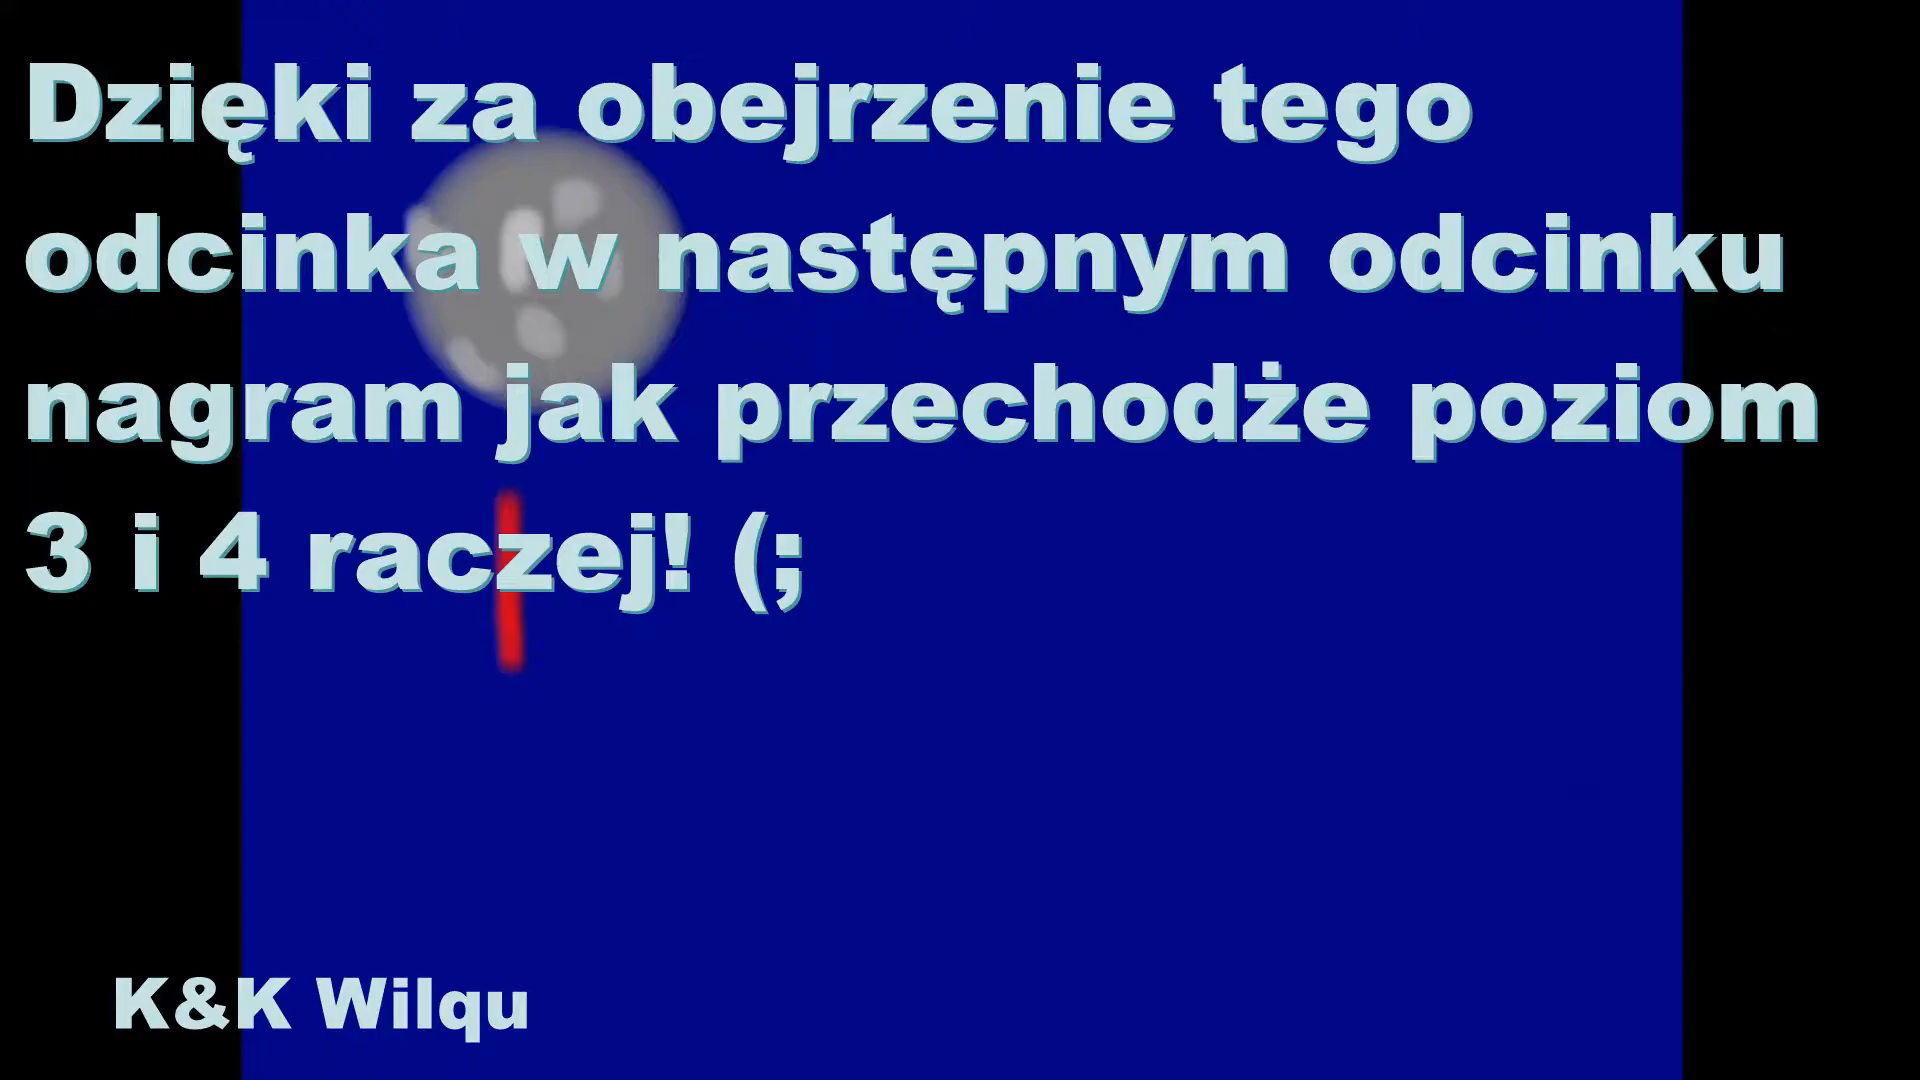 Dzięki za obejrzenie tego
odcinka w następnym odcinku
nagram jak przechodże poziom
3 i 4 raczej! (;
K&K Wilqu